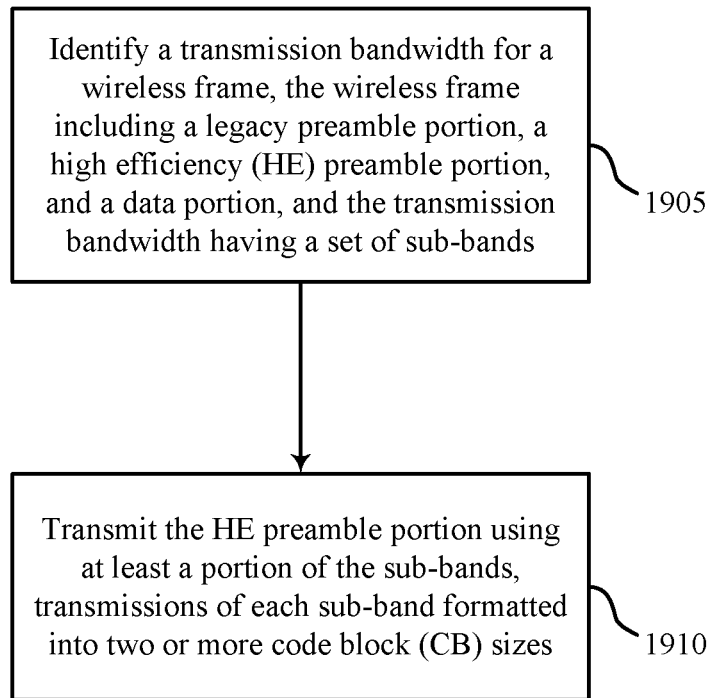 Identify a transmission bandwidth for a
wireless frame, the wireless frame
including a legacy preamble portion, a
high efficiency (HE) preamble portion,
and a data portion, and the transmission
bandwidth having a set of sub-bands
1905
Transmit the HE preamble portion using
at least a portion of the sub-bands,
transmissions of each sub-band formatted
into two or more code block (CB) sizes
1910